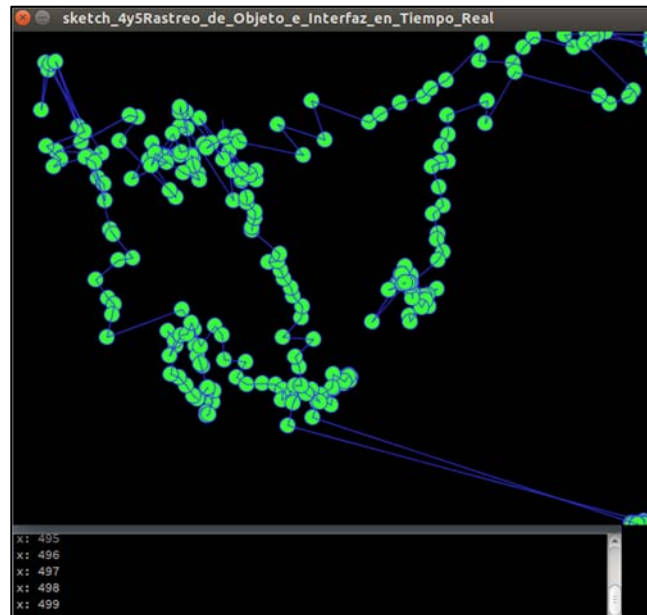 sketch_4y5Rastreo_de_Objeto_e_Interfaz_en_Tiempo_Real
x: 495
x: 496
x: 497
x: 498
x: 499